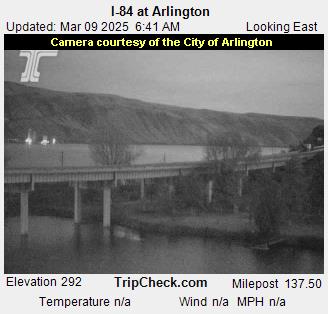 I-84 at Arlington
Updated: Mar 09 2025 6:41 AM Looking East
Camera courtesy of the City of Arlington
Elevation 292 TripCheck.com Milepost 137.50
Temperature n/a Wind n/a MPH n/a